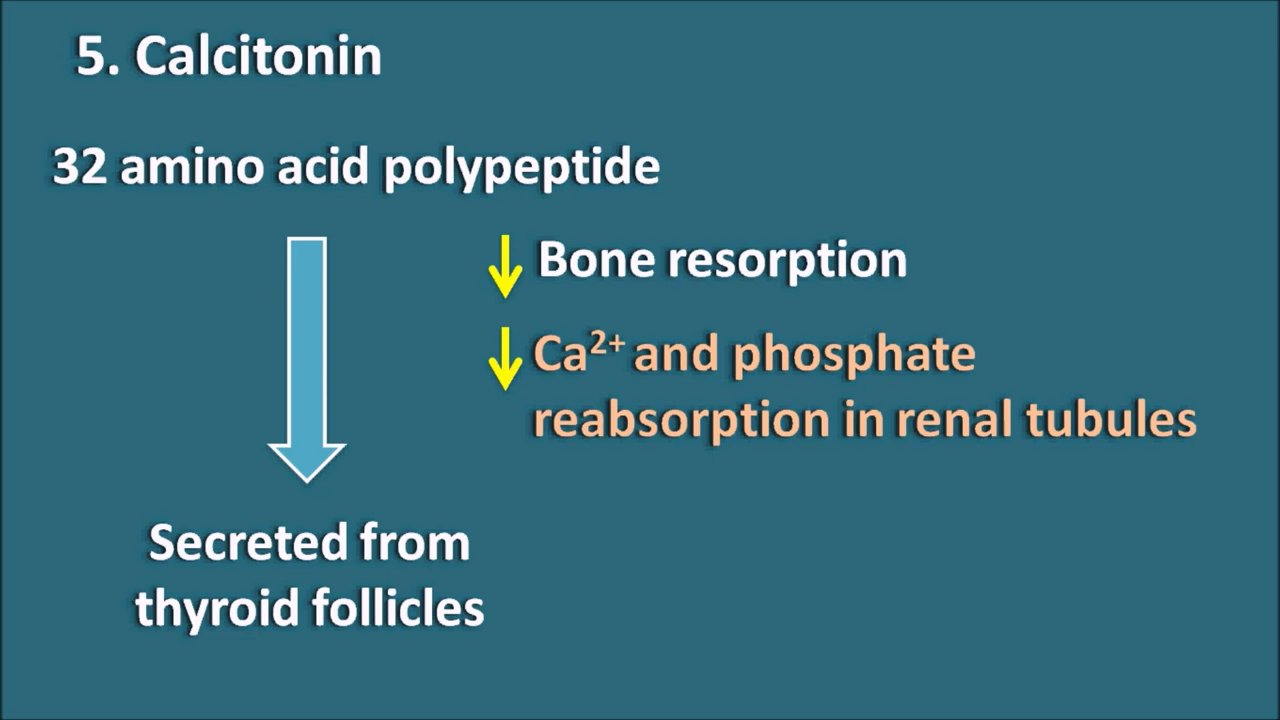 5. Calcitonin
32 amino acid polypeptide
Bone resorption
Ca²⁺ and phosphate
reabsorption in renal tubules
Secreted from
thyroid follicles